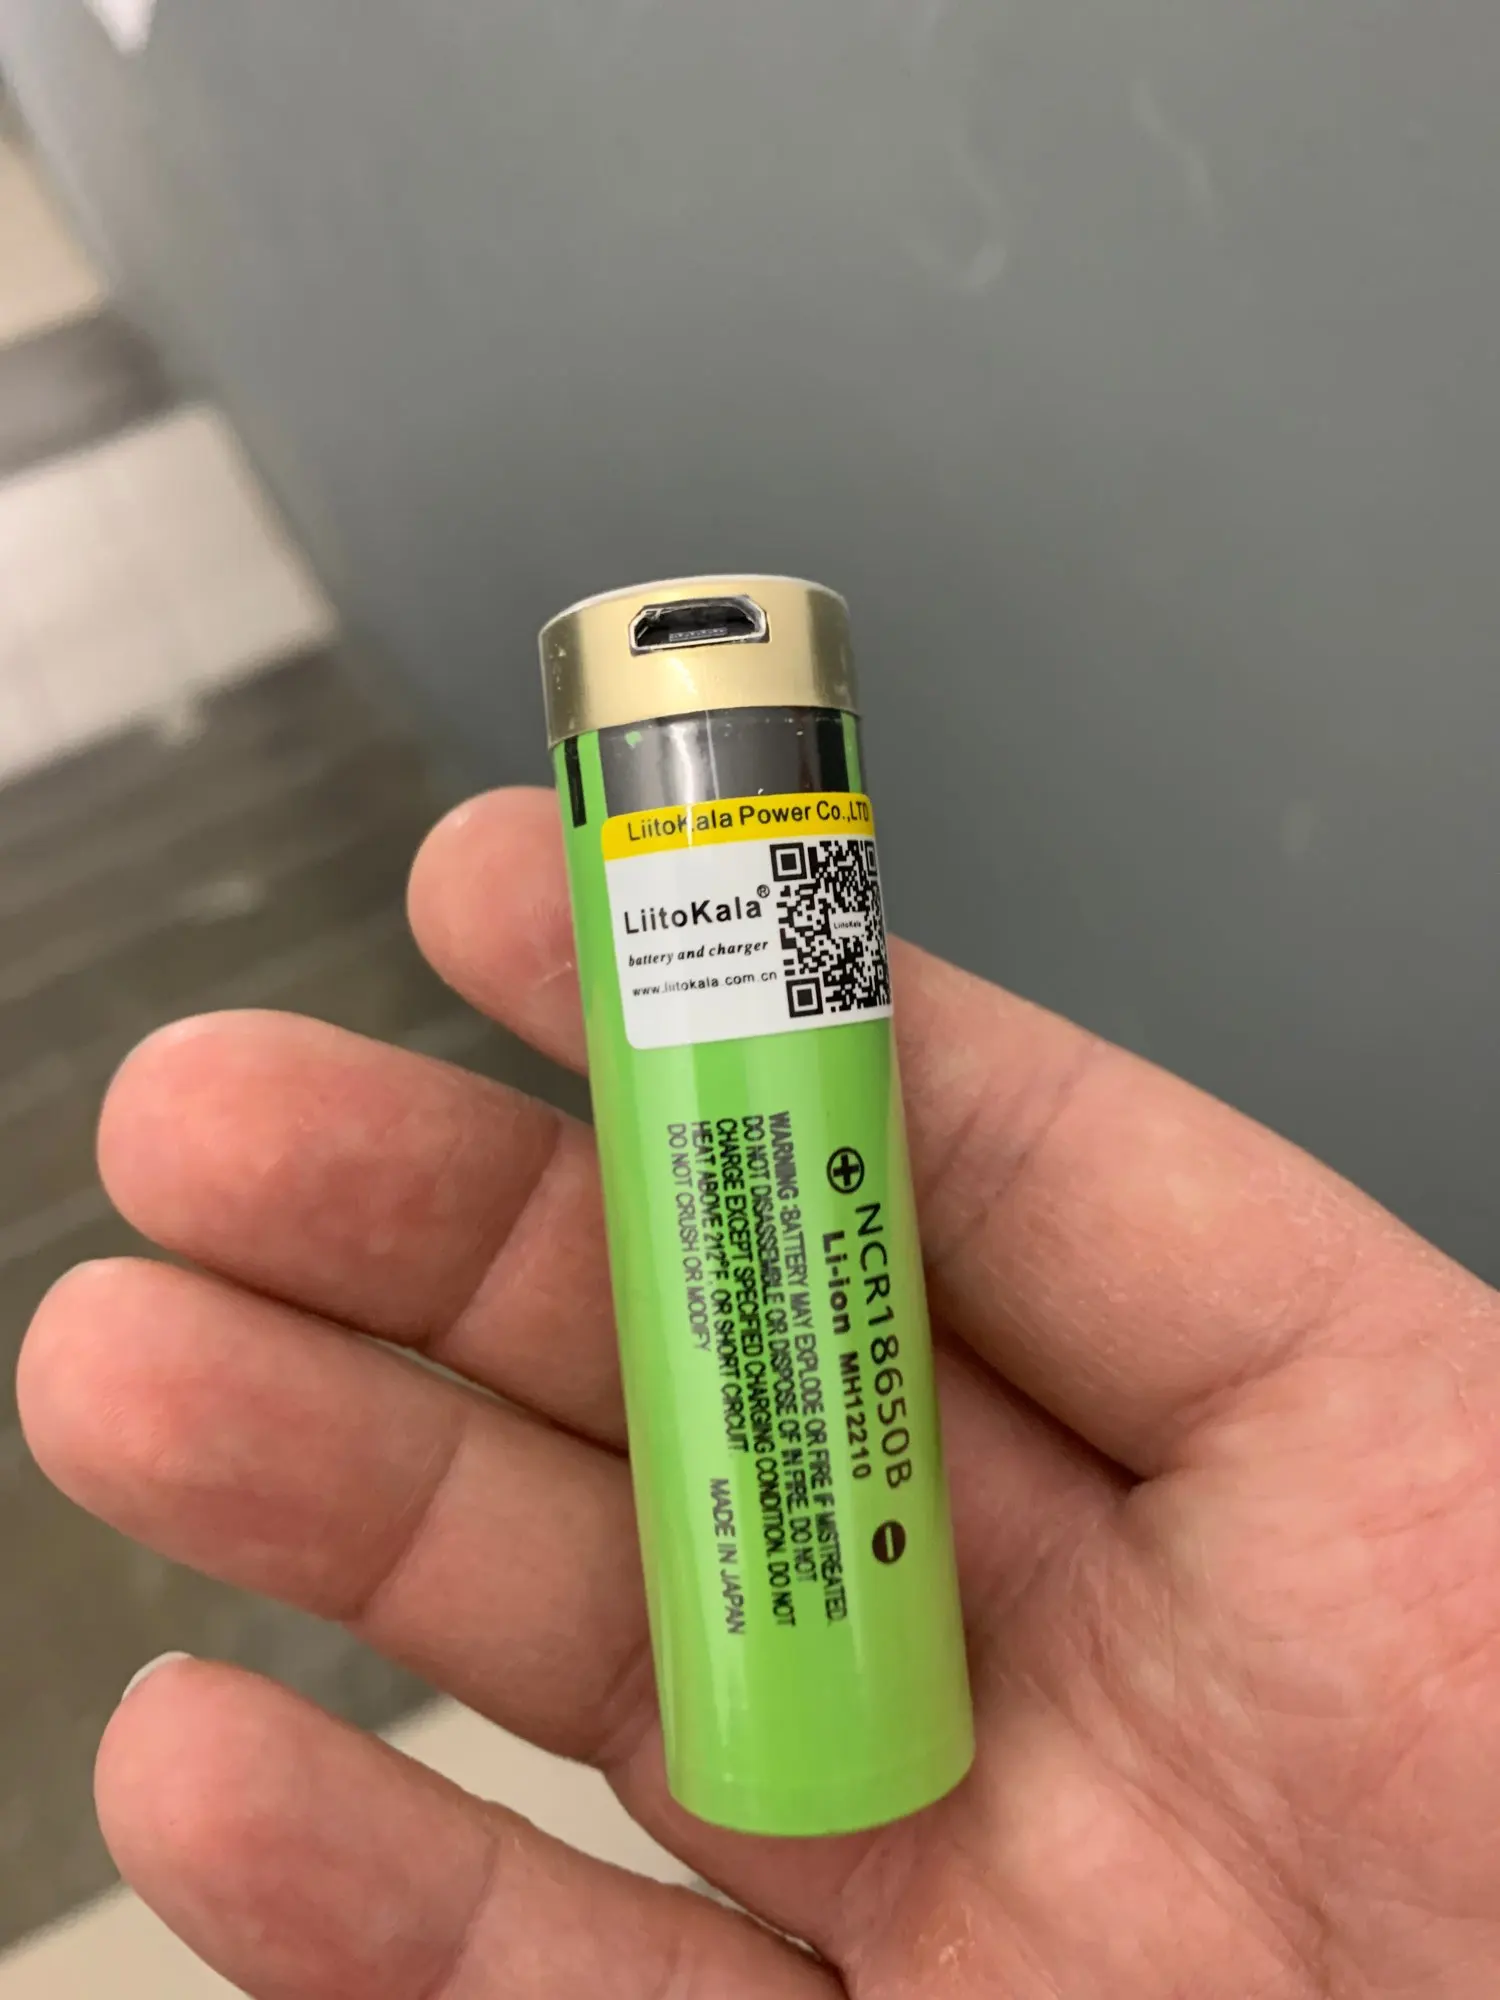 LiitoKala Power Co.,LTD
LiitoKala®
battery and charger
www.liitokala.com.cn
LiitoKala
NCR18650B
Li-ion MH12210
WARNING :BATTERY MAY EXPLODE OR FIRE IF MISTREATED.
DO NOT DISASSEMBLE OR DISPOSE OF IN FIRE. DO NOT
CHARGE EXCEPT SPECIFIED CHARGING CONDITION. DO NOT
HEAT ABOVE 212°F, OR SHORT CIRCUIT
DO NOT CRUSH OR MODIFY
MADE IN JAPAN